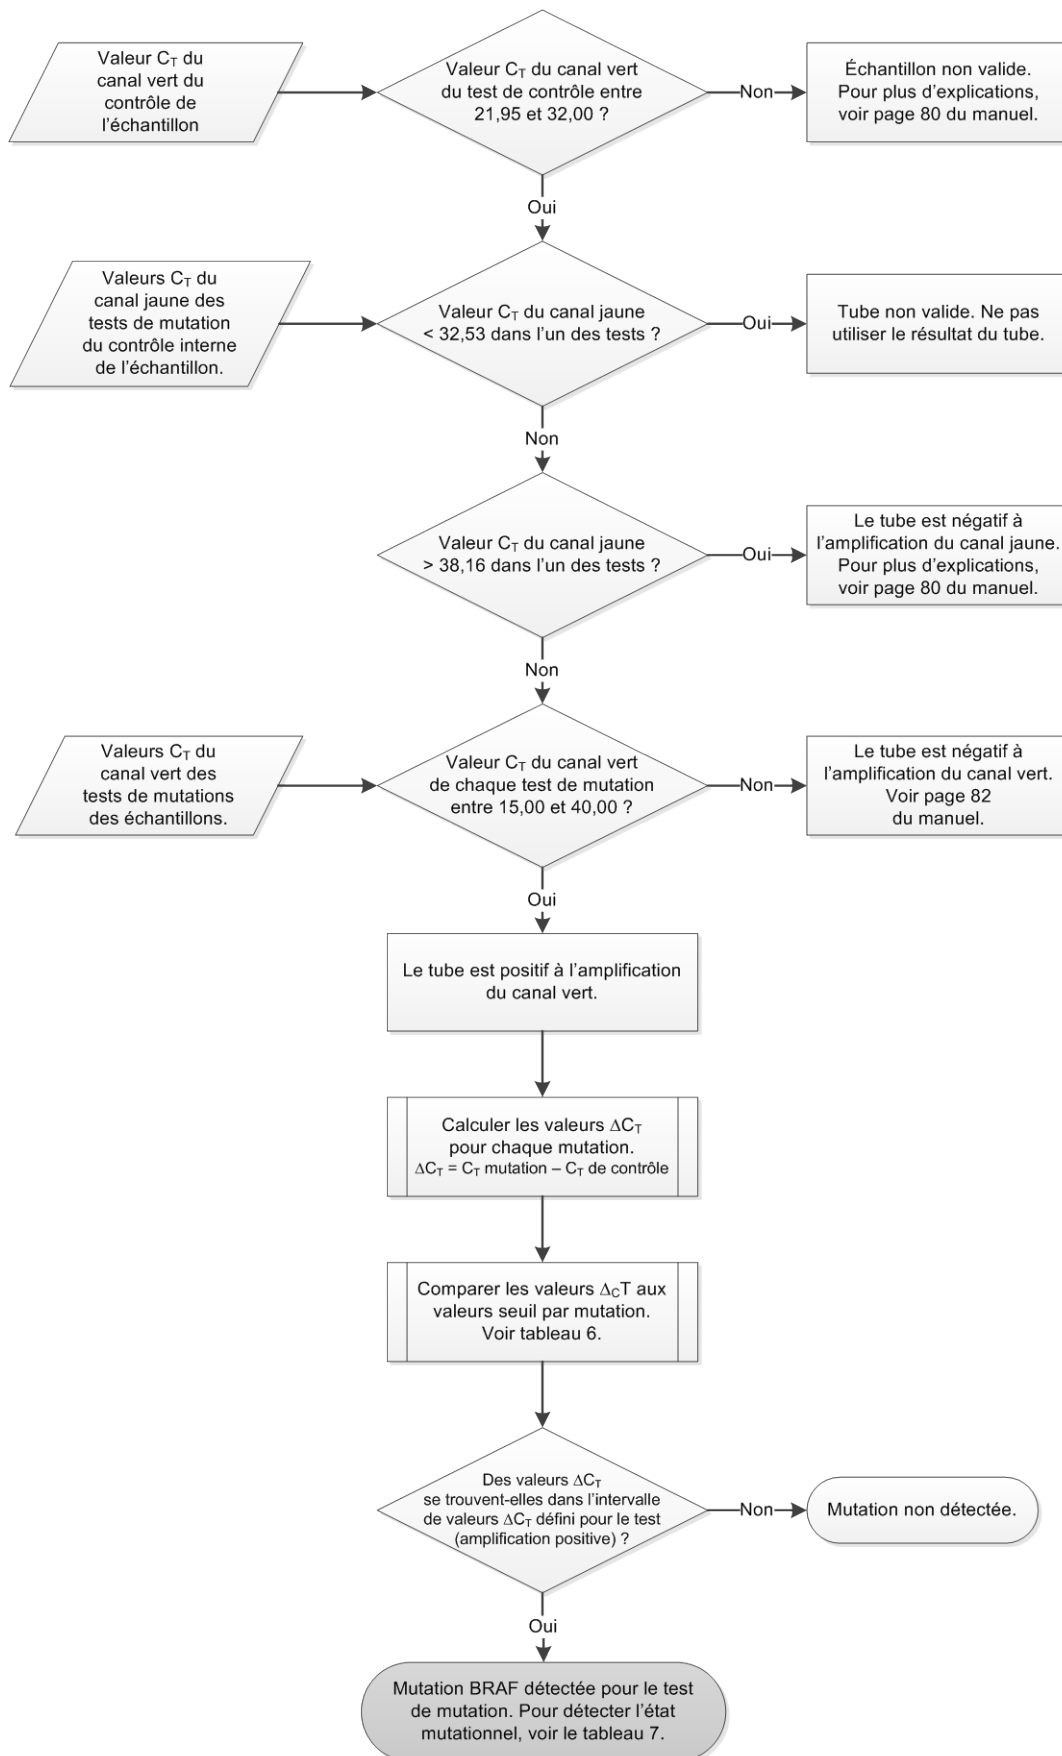 Valeur CT du
canal vert du
contrôle de
l'échantillon
Valeur CT du canal vert
du test de contrôle entre
21,95 et 32,00 ?
Non
Échantillon non valide.
Pour plus d'explications,
voir page 80 du manuel.
Oui
Valeurs CT du
canal jaune des
tests de mutation
du contrôle interne
de l'échantillon.
Valeur CT du canal jaune
< 32,53 dans l'un des tests ?
Oui
Tube non valide. Ne pas
utiliser le résultat du tube.
Non
Valeur CT du canal jaune
> 38,16 dans l'un des tests ?
Oui
Le tube est négatif à
l'amplification du canal jaune.
Pour plus d'explications,
voir page 80 du manuel.
Non
Valeurs CT du
canal vert des
tests de mutations
des échantillons.
Valeur CT du canal vert
de chaque test de mutation
entre 15,00 et 40,00 ?
Non
Le tube est négatif à
l'amplification du canal vert.
Voir page 82
du manuel.
Oui
Le tube est positif à l'amplification
du canal vert.
Calculer les valeurs ΔCT
pour chaque mutation.
ΔCT = CT mutation – CT de contrôle
Comparer les valeurs ΔCT aux
valeurs seuil par mutation.
Voir tableau 6.
Des valeurs ΔCT
se trouvent-elles dans l'intervalle
de valeurs ΔCT défini pour le test
(amplification positive) ?
Non
Mutation non détectée.
Oui
Mutation BRAF détectée pour le test
de mutation. Pour détecter l'état
mutationnel, voir le tableau 7.